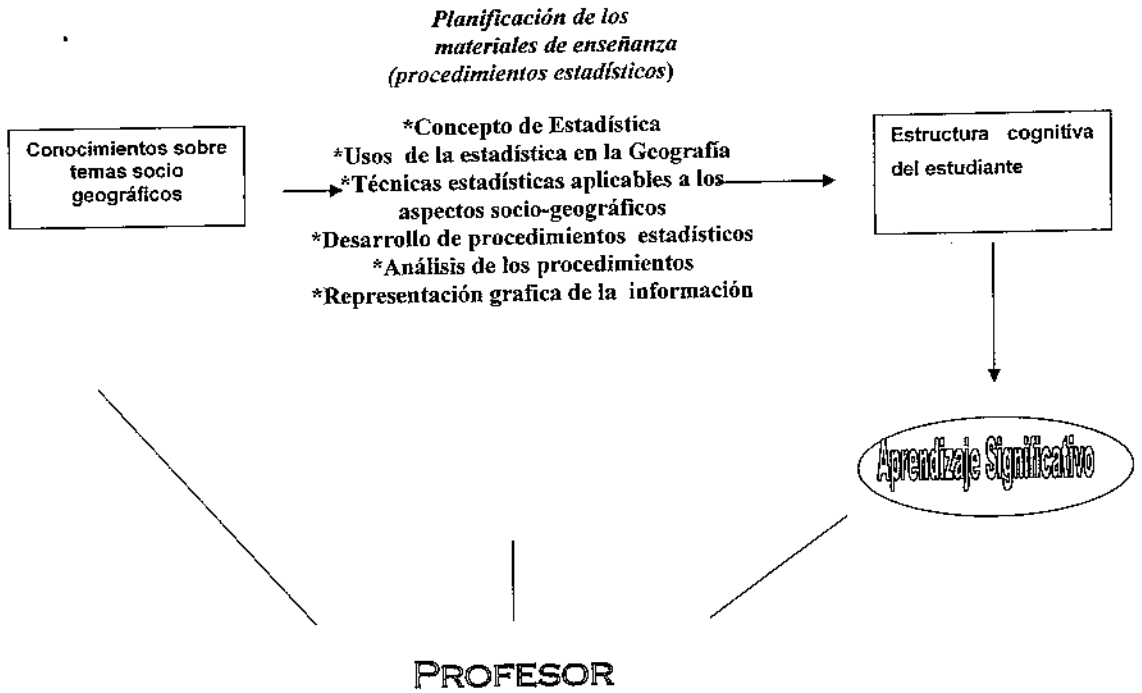 Planificación de los
materiales de enseñanza
(procedimientos estadísticos)
Conocimientos sobre
temas socio
geográficos
*Concepto de Estadística
*Usos de la estadística en la Geografía
*Técnicas estadísticas aplicables a los
aspectos socio-geográficos
*Desarrollo de procedimientos estadísticos
*Análisis de los procedimientos
*Representación grafica de la información
Estructura cognitiva
del estudiante
Aprendizaje Significativo
PROFESOR